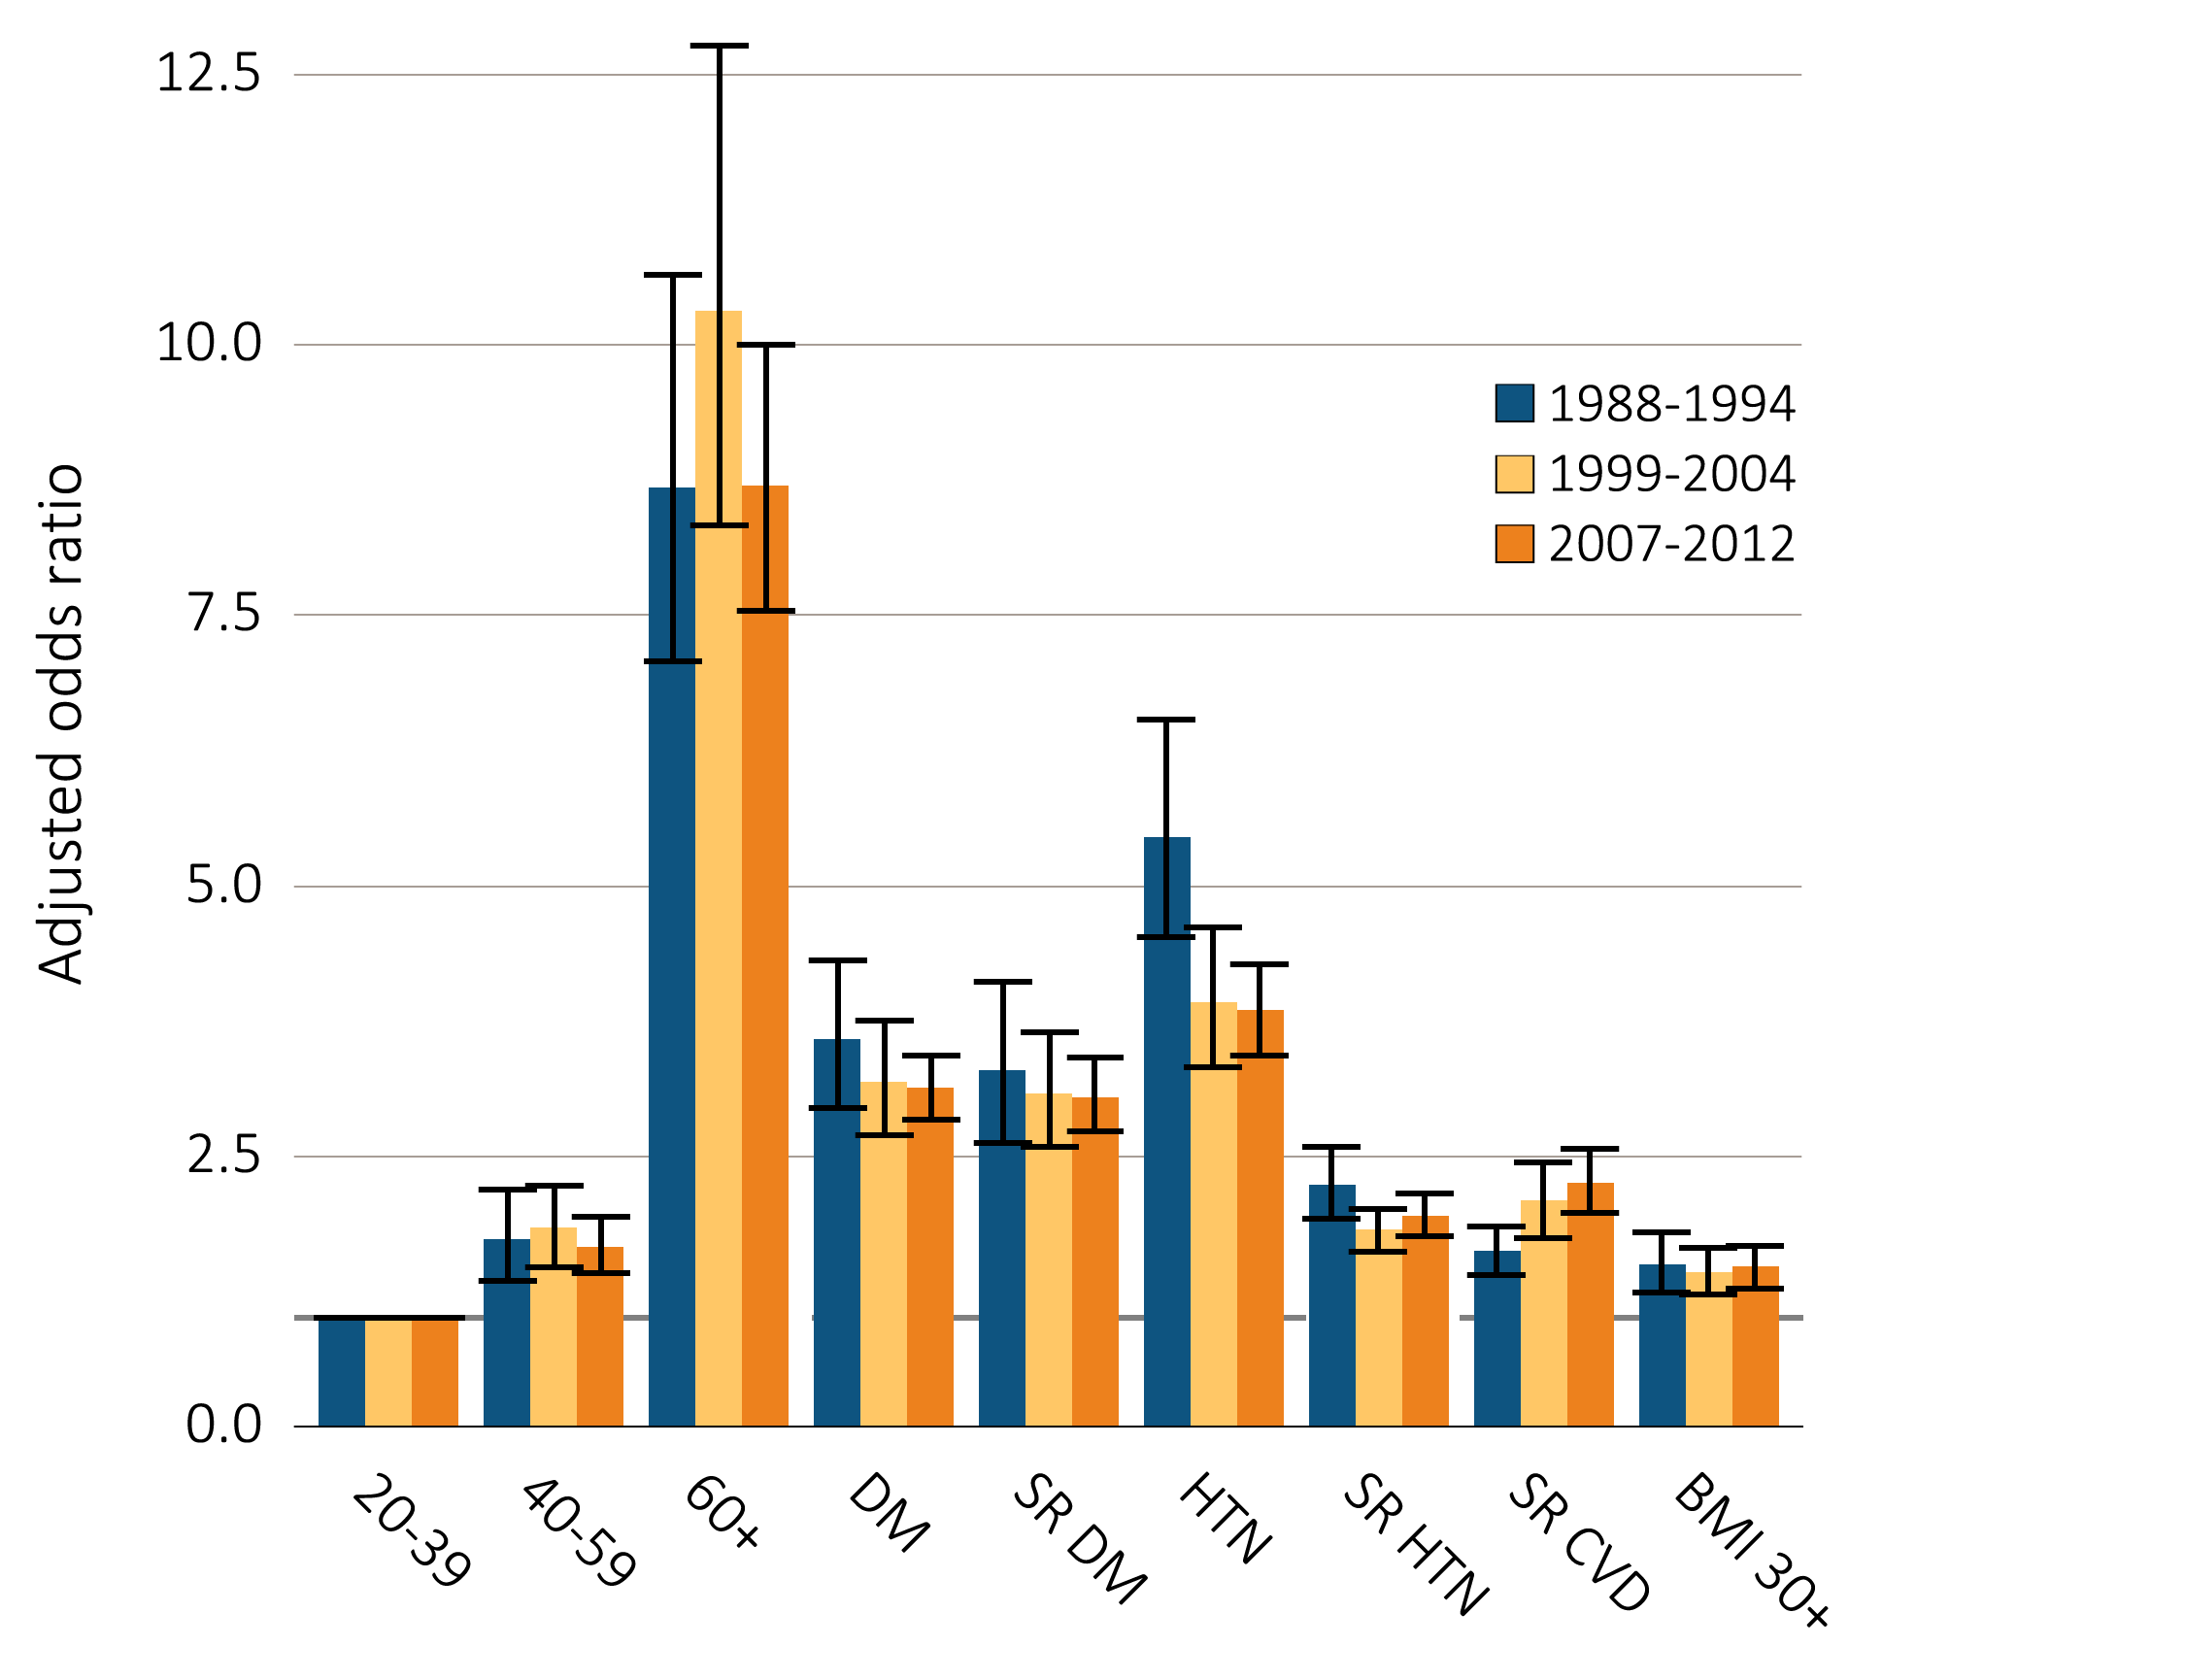 Adjusted odds ratio
12.5
10.0
7.5
5.0
2.5
0.0
1988-1994
1999-2004
2007-2012
20-39
40-59
60+
DM
SR DM
HTN
SR HTN
SR CVD
BMI 30+